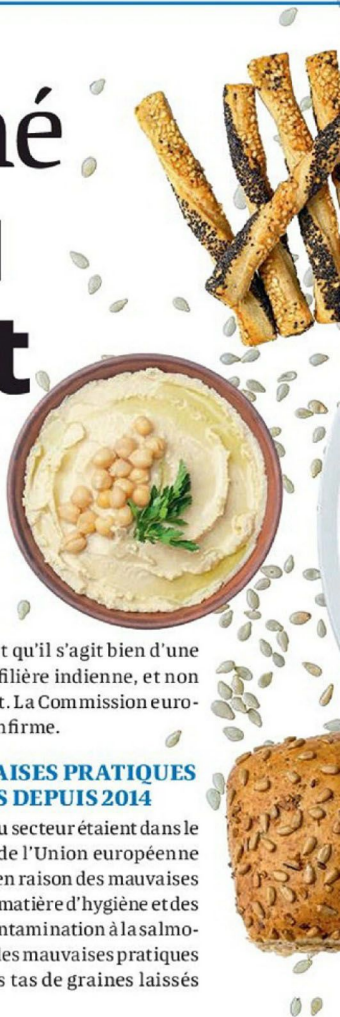 né
t
t qu'il s'agit bien d'une
filière indienne, et non
t. La Commission euro-
nfirme.
AISES PRATIQUES
S DEPUIS 2014
u secteur étaient dans le
de l'Union européenne
en raison des mauvaises
matière d'hygiène et des
ntamination à la salmo-
les mauvaises pratiques
s tas de graines laissés